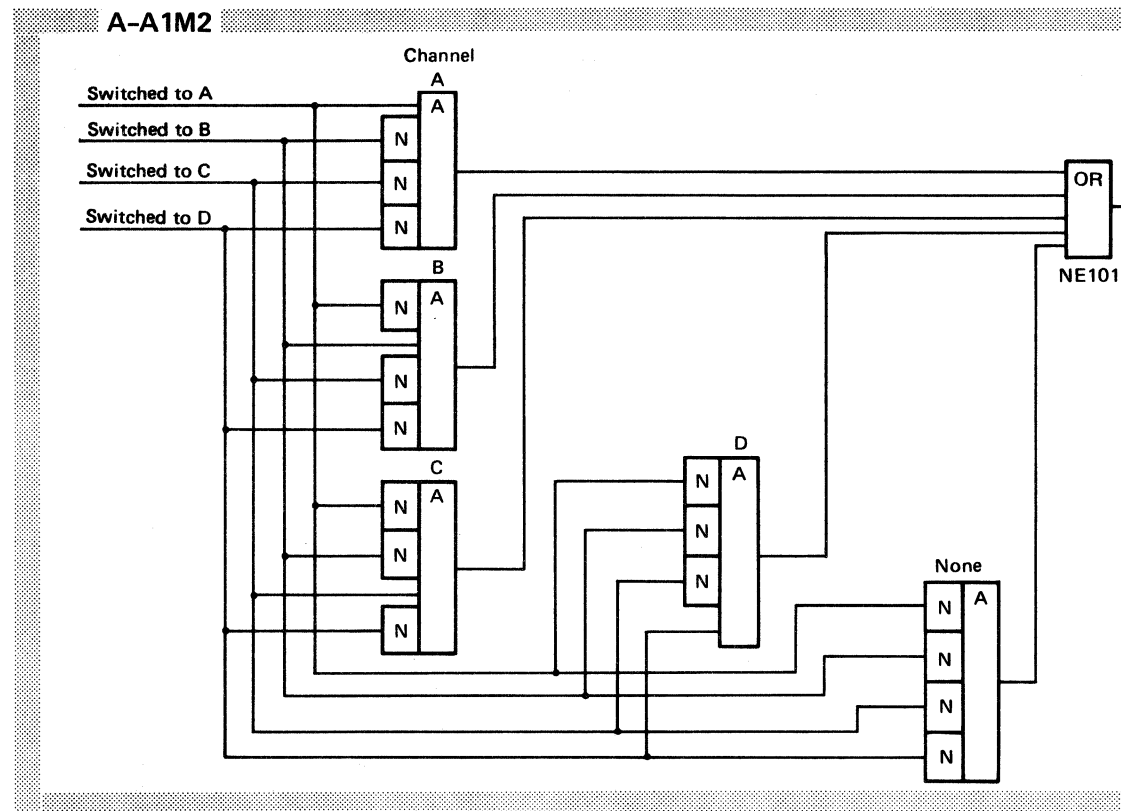 A-A1M2
Channel
A
Switched to A
A
Switched to B
N
Switched to C
N
OR
Switched to D
N
B
NE101
N
A
N
N
C
D
N
A
N
A
N
N
None
N
N
A
N
N
N
N